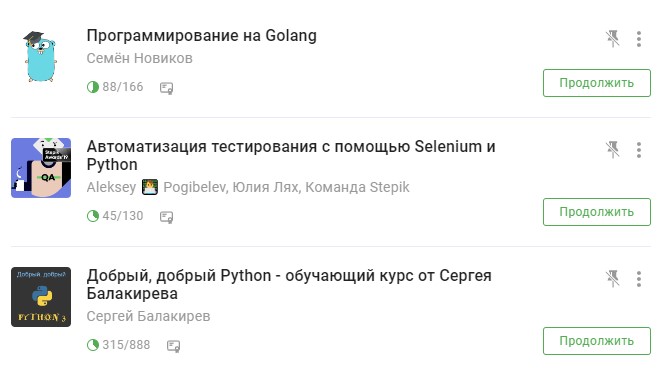 Программирование на Golang
Семён Новиков
88/166
Продолжить
Автоматизация тестирования с помощью Selenium и
Python
Aleksey Pogibelev, Юлия Лях, Команда Stepik
45/130
Продолжить
QA
Добрый, добрый Python - обучающий курс от Сергея
Балакирева
Сергей Балакирев
315/888
Продолжить
Добрый, добрый
PYTHON 3